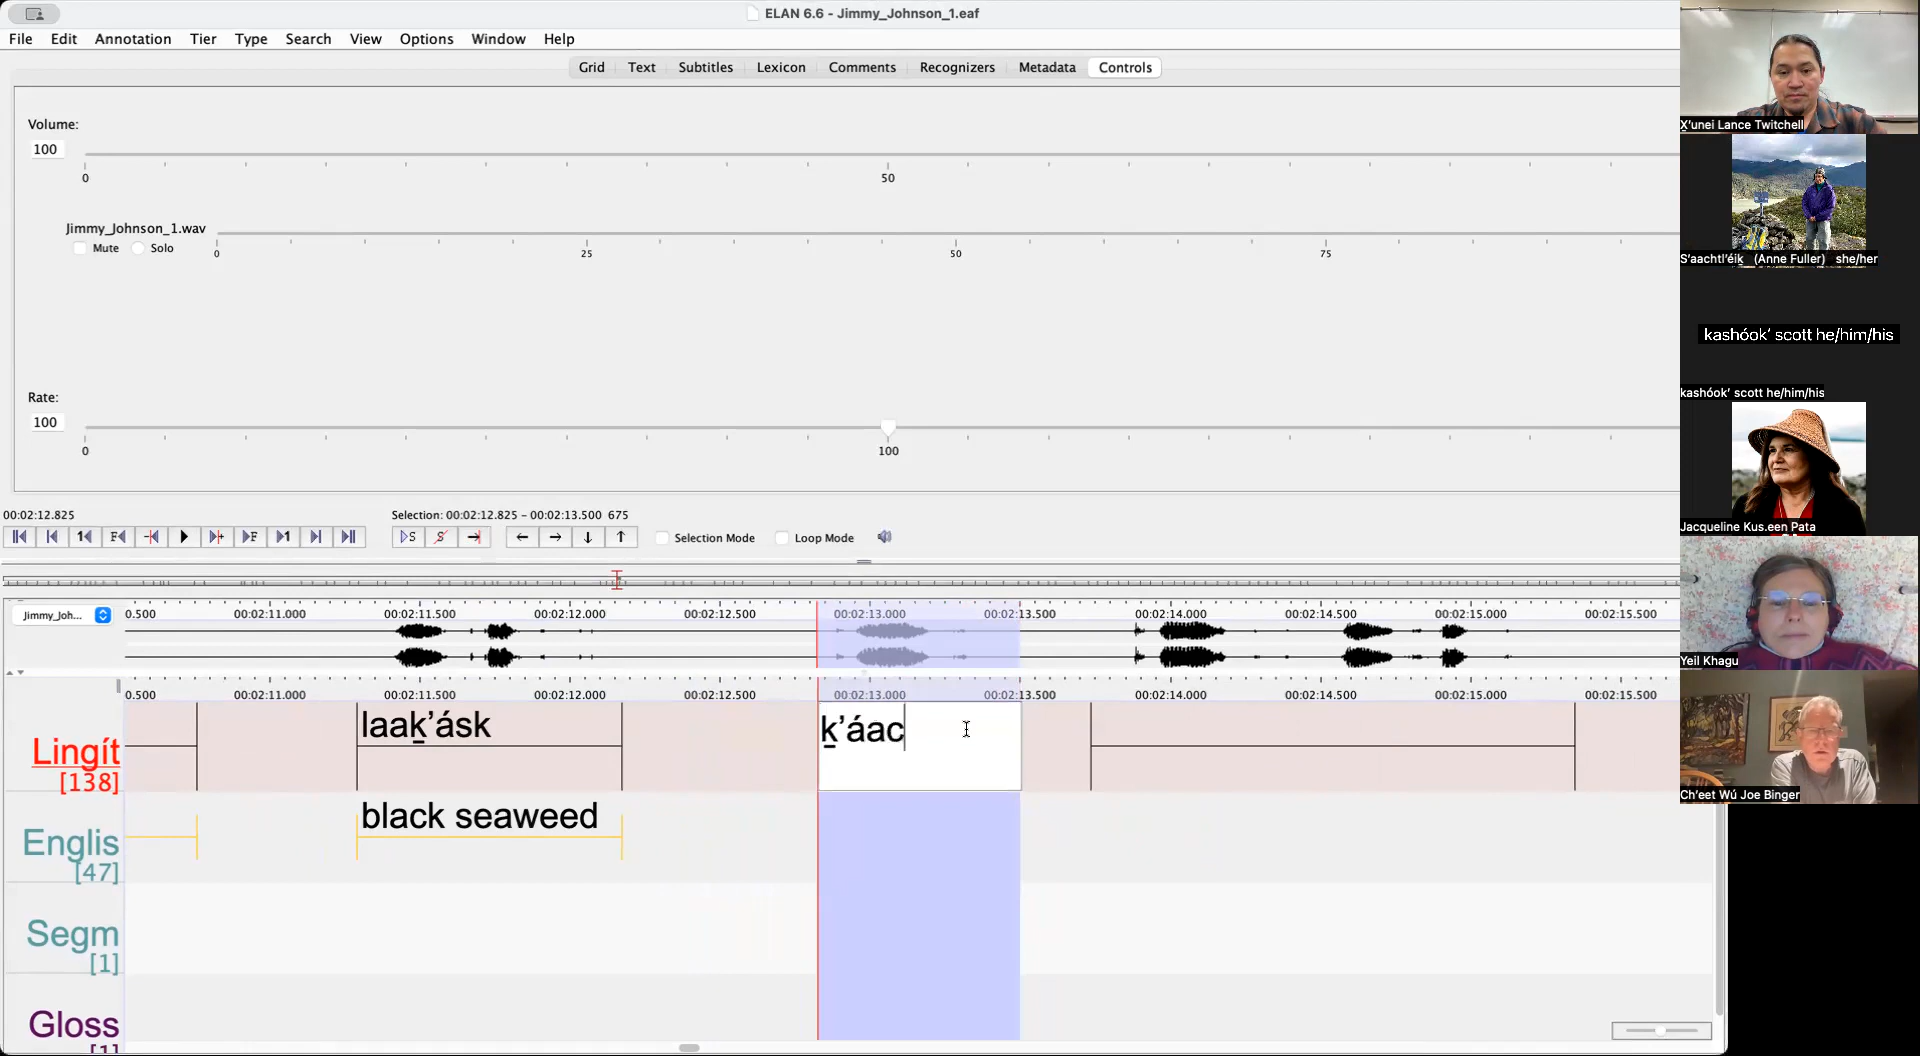 ELAN 6.6 - Jimmy_Johnson_1.eaf
File Edit Annotation Tier Type Search View Options Window Help
Grid Text Subtitles Lexicon Comments Recognizers Metadata Controls
Volume:
100
0 50
Jimmy_Johnson_1.wav
Mute Solo
0 25 50 75
Rate:
100
0 100
00:02:12.825
Selection: 00:02:12.825 - 00:02:13.500 675
Selection Mode Loop Mode
Jimmy_Joh...
0.500 00:02:11.000 00:02:11.500 00:02:12.000 00:02:12.500 00:02:13.000 00:02:13.500 00:02:14.000 00:02:14.500 00:02:15.000 00:02:15.500
0.500 00:02:11.000 00:02:11.500 00:02:12.000 00:02:12.500 00:02:13.000 00:02:13.500 00:02:14.000 00:02:14.500 00:02:15.000 00:02:15.500
Lingít
[138]
laaḵ’ásk
ḵ’áac
Englis
[47]
black seaweed
Segm
[1]
Gloss
[1]
X̱’unei Lance Twitchell
S’aachtl’éiḵ (Anne Fuller) she/her
kashóok’ scott he/him/his
kashóok’ scott he/him/his
Jacqueline Kus.een Pata
Yeil Khagu
Ch’eet Wú Joe Binger